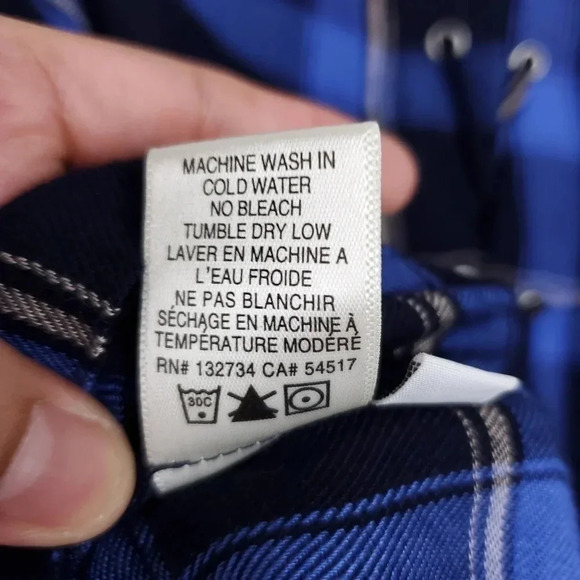 MACHINE WASH IN
COLD WATER
NO BLEACH
TUMBLE DRY LOW
LAVER EN MACHINE A
L'EAU FROIDE
NE PAS BLANCHIR
SÉCHAGE EN MACHINE À
TEMPÉRATURE MODÉRÉ
RN# 132734 CA# 54517
30C